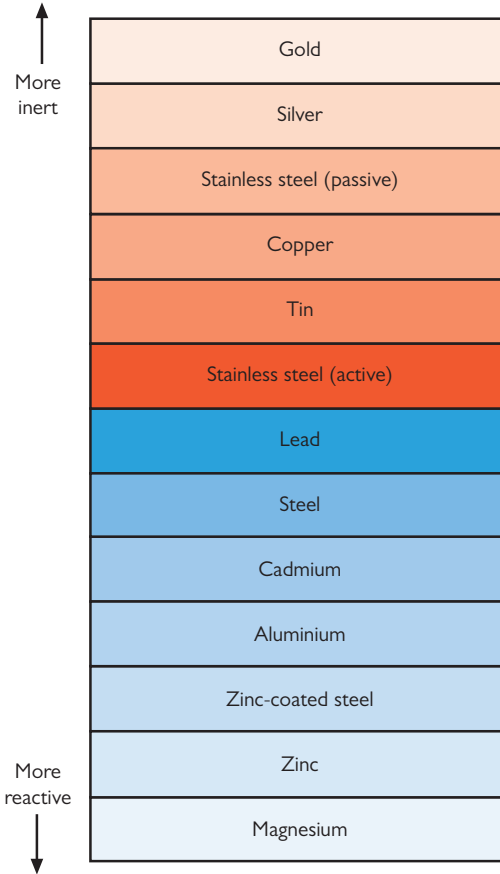 More
inert
Gold
Silver
Stainless steel (passive)
Copper
Tin
Stainless steel (active)
Lead
Steel
Cadmium
Aluminium
Zinc-coated steel
Zinc
Magnesium
More
reactive